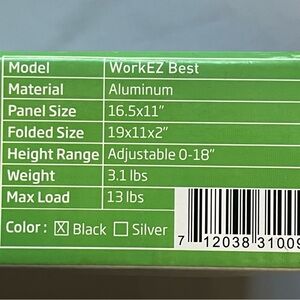 Model WorkEZ Best
Material Aluminum
Panel Size 16.5x11"
Folded Size 19x11x2"
Height Range Adjustable 0-18"
Weight 3.1 lbs
Max Load 13 lbs
Color : ☒ Black ☐ Silver
7 12038 31009